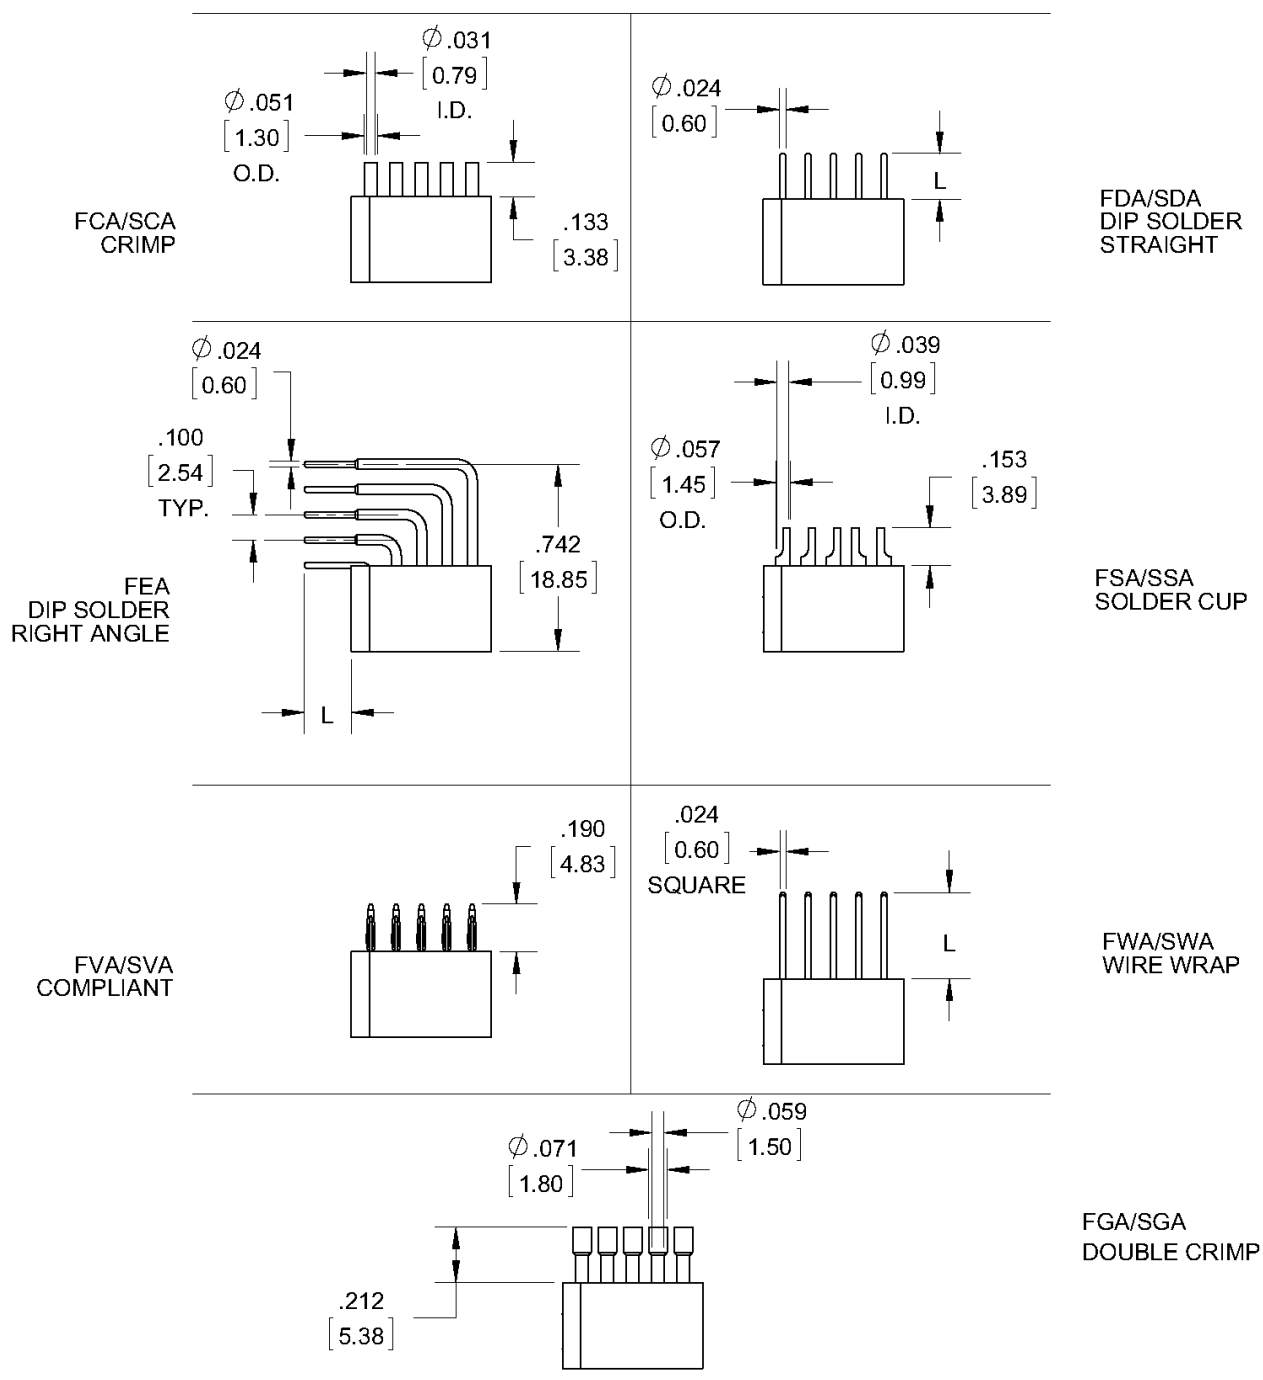 Ø.031
[0.79]
I.D.
Ø.051
[1.30]
O.D.
.133
[3.38]
FCA/SCA
CRIMP
Ø.024
[0.60]
L
FDA/SDA
DIP SOLDER
STRAIGHT
Ø.024
[0.60]
.100
[2.54]
TYP.
.742
[18.85]
L
FEA
DIP SOLDER
RIGHT ANGLE
Ø.039
[0.99]
I.D.
Ø.057
[1.45]
O.D.
.153
[3.89]
FSA/SSA
SOLDER CUP
.190
[4.83]
FVA/SVA
COMPLIANT
.024
[0.60]
SQUARE
L
FWA/SWA
WIRE WRAP
Ø.059
[1.50]
Ø.071
[1.80]
.212
[5.38]
FGA/SGA
DOUBLE CRIMP